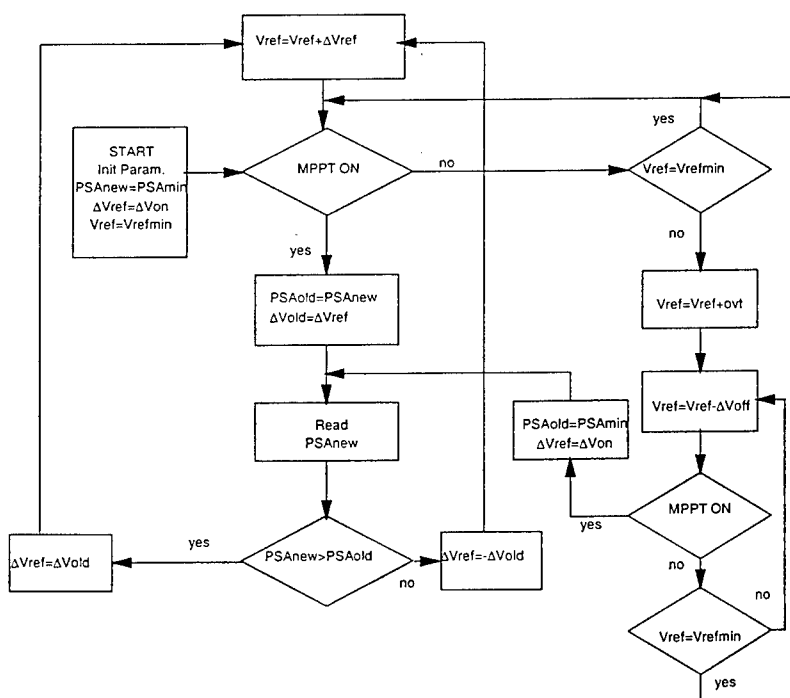 Vref=Vref+ΔVref
START
Init Param.
PSAnew=PSAmin
ΔVref=ΔVon
Vref=Vrefmin
MPPT ON
no
yes
Vref=Vrefmin
yes
no
PSAold=PSAnew
ΔVold=ΔVref
Vref=Vref+ovt
Read
PSAnew
PSAold=PSAmin
ΔVref=ΔVon
Vref=Vref-ΔVoff
MPPT ON
yes
no
PSAnew>PSAold
yes
no
ΔVref=ΔVold
ΔVref=-ΔVold
Vref=Vrefmin
no
yes